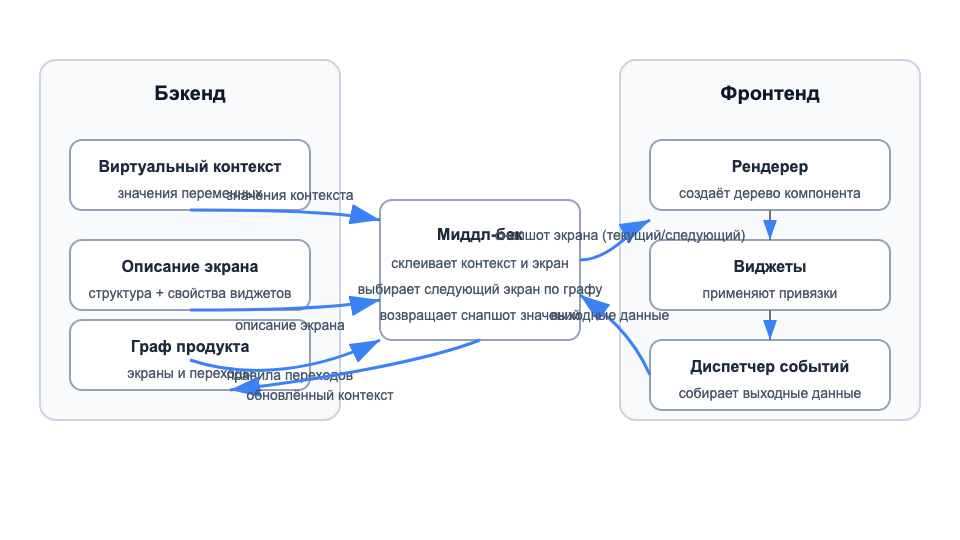 Бэкенд
Виртуальный контекст
значения переменных
значения контекста
Описание экрана
структура + свойства виджетов
описание экрана
Граф продукта
экраны и переходы
правила переходов
обновлённый контекст
Миддл-бек
склеивает контекст и экран
выбирает следующий экран по графу
возвращает снапшот значений
снапшот экрана (текущий/следующий)
выходные данные
Фронтенд
Рендерер
создаёт дерево компонента
Виджеты
применяют привязки
Диспетчер событий
собирает выходные данные